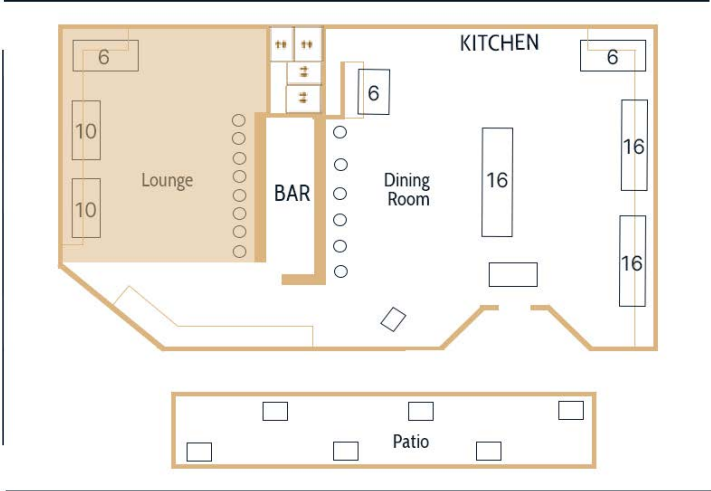 KITCHEN
6
6
6
10
16
Lounge
BAR
Dining
Room
16
10
16
Patio